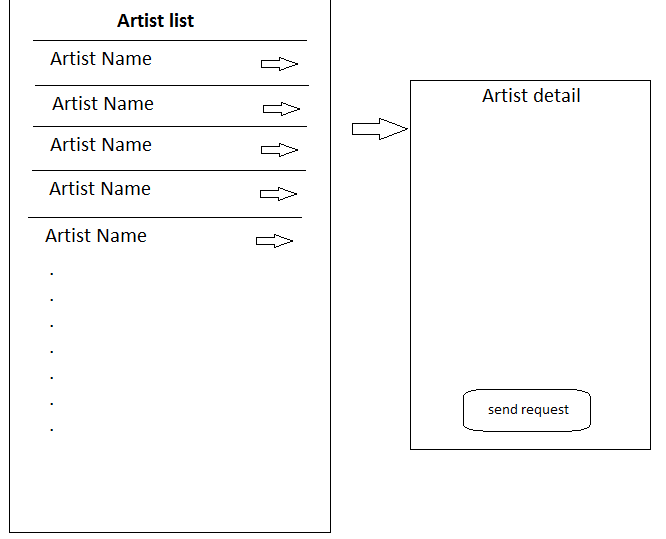 Artist list
Artist Name
Artist Name
Artist Name
Artist Name
Artist Name
.
.
.
.
.
.
.
Artist detail
send request